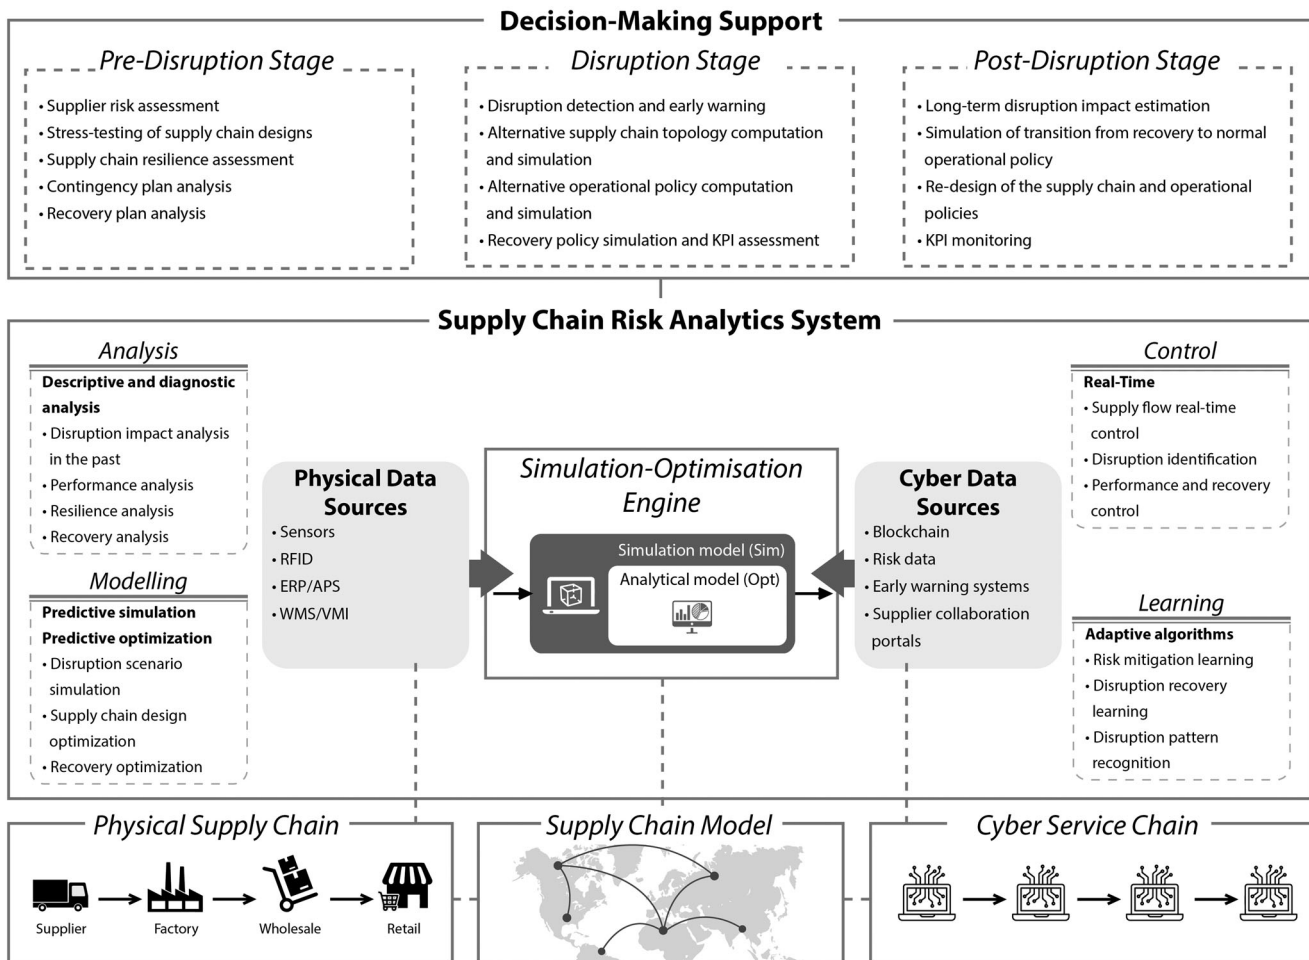 Decision-Making Support
Pre-Disruption Stage
• Supplier risk assessment
• Stress-testing of supply chain designs
• Supply chain resilience assessment
• Contingency plan analysis
• Recovery plan analysis
Disruption Stage
• Disruption detection and early warning
• Alternative supply chain topology computation
and simulation
• Alternative operational policy computation
and simulation
• Recovery policy simulation and KPI assessment
Post-Disruption Stage
• Long-term disruption impact estimation
• Simulation of transition from recovery to normal
operational policy
• Re-design of the supply chain and operational
policies
• KPI monitoring
Supply Chain Risk Analytics System
Analysis
Descriptive and diagnostic
analysis
• Disruption impact analysis
in the past
• Performance analysis
• Resilience analysis
• Recovery analysis
Modelling
Predictive simulation
Predictive optimization
• Disruption scenario
simulation
• Supply chain design
optimization
• Recovery optimization
Physical Data
Sources
• Sensors
• RFID
• ERP/APS
• WMS/VMI
Simulation-Optimisation
Engine
Simulation model (Sim)
Analytical model (Opt)
Cyber Data
Sources
• Blockchain
• Risk data
• Early warning systems
• Supplier collaboration
portals
Control
Real-Time
• Supply flow real-time
control
• Disruption identification
• Performance and recovery
control
Learning
Adaptive algorithms
• Risk mitigation learning
• Disruption recovery
learning
• Disruption pattern
recognition
Physical Supply Chain
Supplier
Factory
Wholesale
Retail
Supply Chain Model
Cyber Service Chain